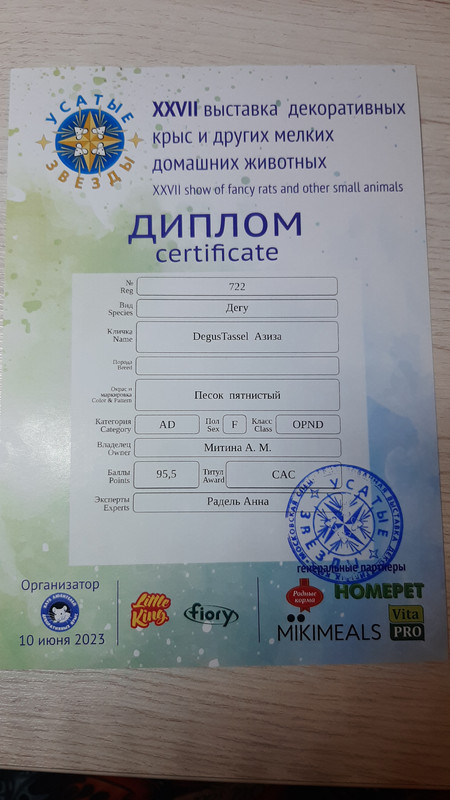 УСАТЫЕ
ЗВЕЗДЫ
XXVII выставка декоративных
крыс и других мелких
домашних животных
XXVII show of fancy rats and other small animals
ДИПЛОМ
certificate
№
Reg
722
Вид
Species
Дегу
Кличка
Name
DegusTassel Азиза
Порода
Breed
Окрас и
маркировка
Color & Pattern
Песок пятнистый
Категория
Category
AD
Пол
Sex
F
Класс
Class
OPND
Владелец
Owner
Митина А. М.
Баллы
Points
95,5
Титул
Award
CAC
Эксперты
Experts
Радель Анна
УСАТЫЕ
ЗВЕЗДЫ
генеральные партнеры
Организатор
10 июня 2023
Little
King
fiory
Родные
корма
HOMEPET
MIKIMEALS
Vita
PRO